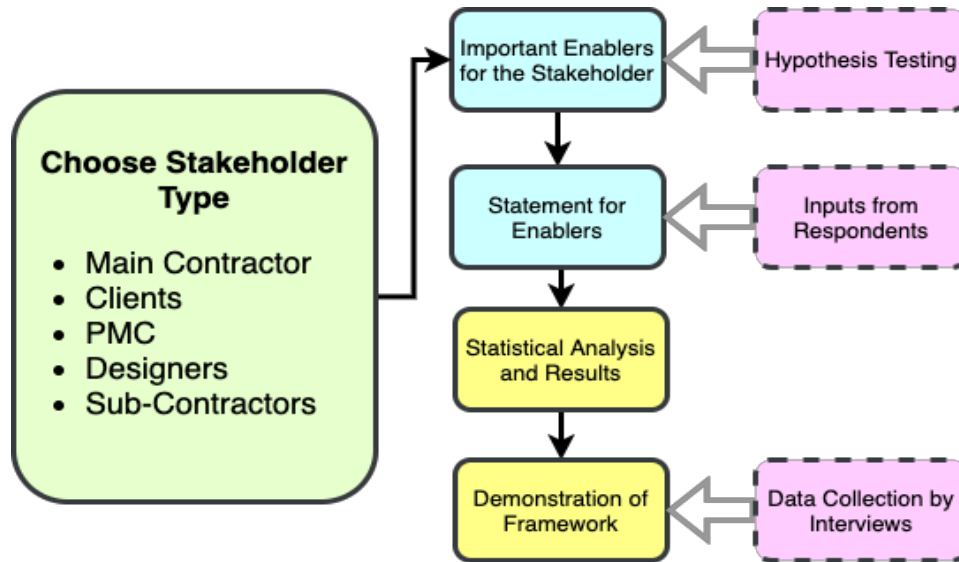 Choose Stakeholder
Type
• Main Contractor
• Clients
• PMC
• Designers
• Sub-Contractors
Important Enablers
for the Stakeholder
Hypothesis Testing
Statement for
Enablers
Inputs from
Respondents
Statistical Analysis
and Results
Demonstration of
Framework
Data Collection by
Interviews